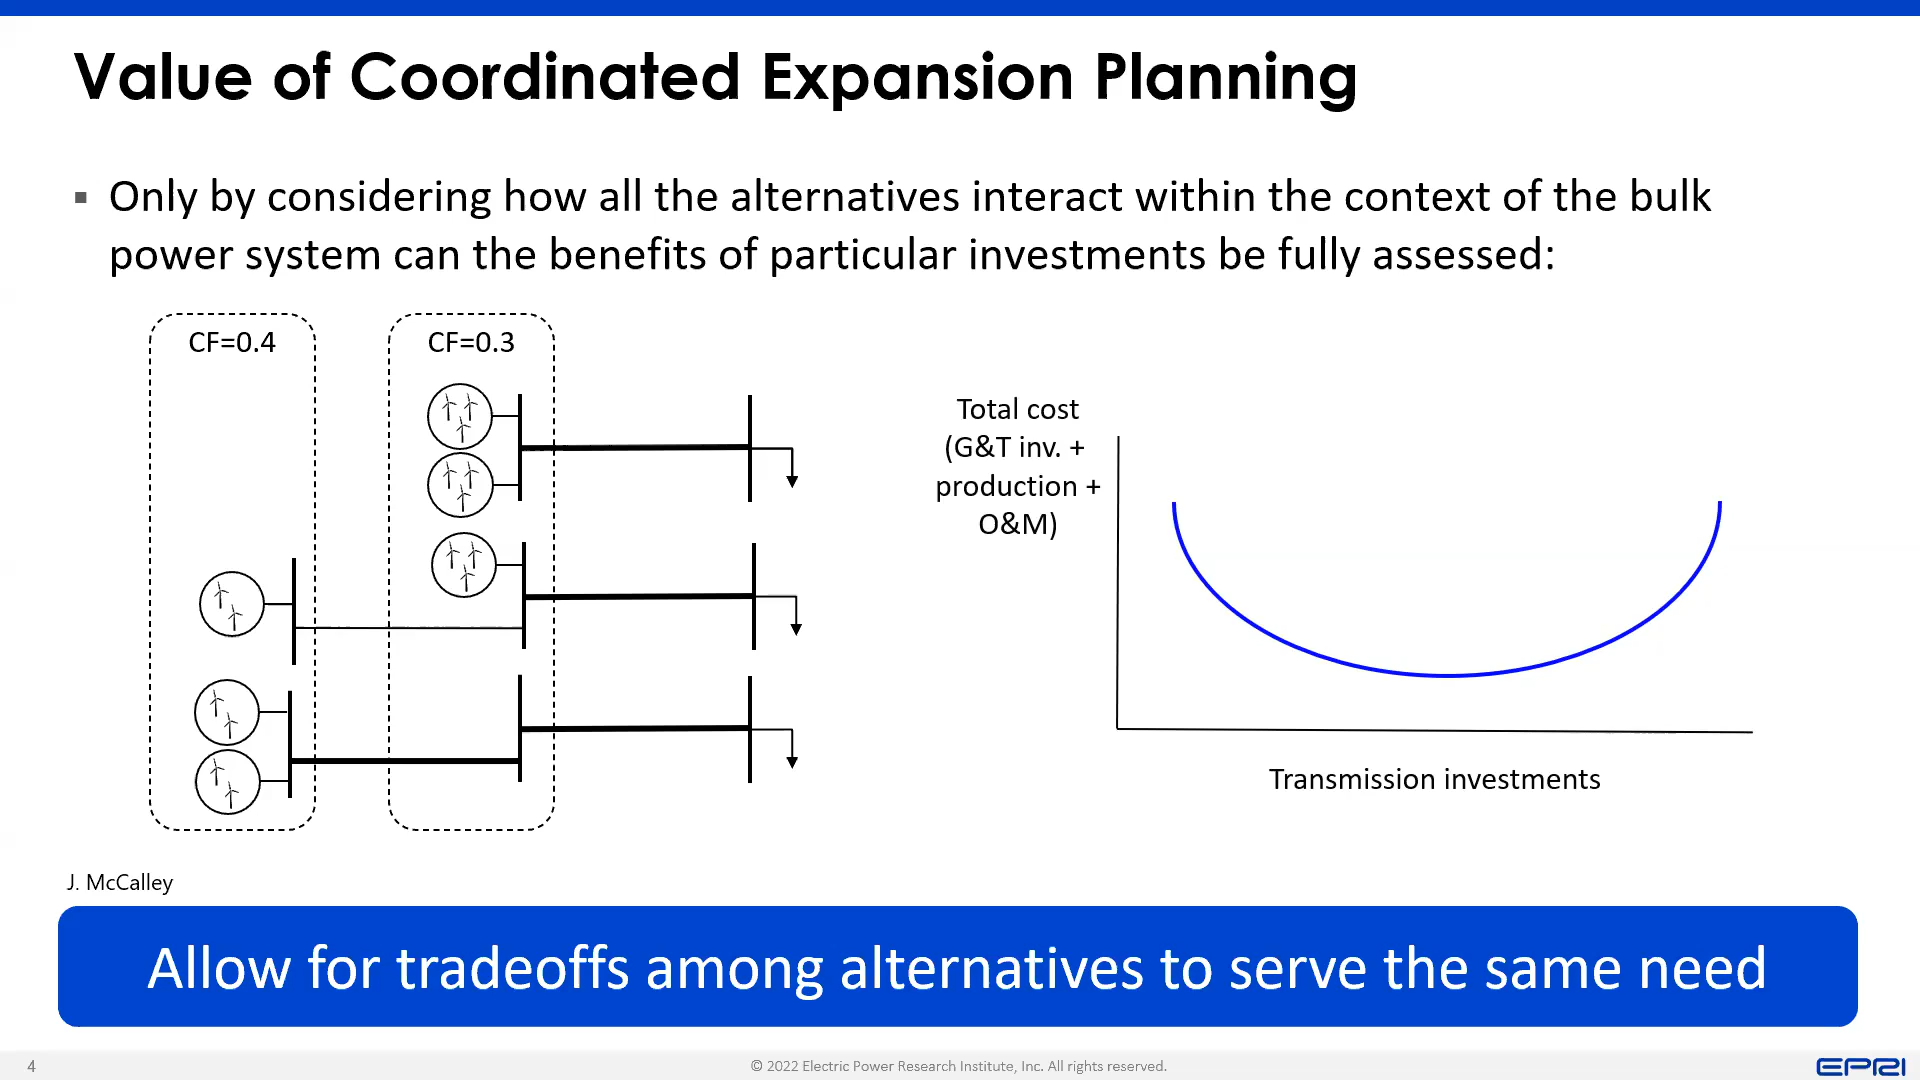 Value of Coordinated Expansion Planning
Only by considering how all the alternatives interact within the context of the bulk
power system can the benefits of particular investments be fully assessed:
CF=0.4
CF=0.3
Total cost
(G&T inv. +
production +
O&M)
Transmission investments
J. McCalley
Allow for tradeoffs among alternatives to serve the same need
4
© 2022 Electric Power Research Institute, Inc. All rights reserved.
EPRI